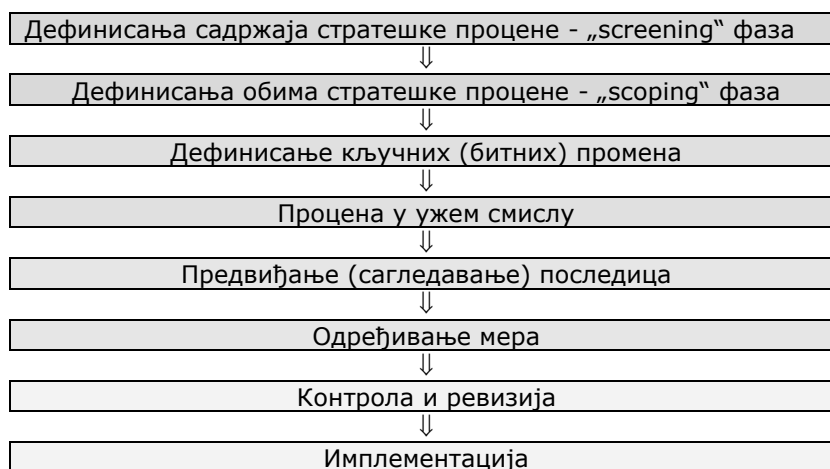 Дефинисања садржаја стратешке процене - „screening“ фаза
⇓
Дефинисања обима стратешке процене - „scoping“ фаза
⇓
Дефинисање кључних (битних) промена
⇓
Процена у ужем смислу
⇓
Предвиђање (сагледавање) последица
⇓
Одређивање мера
⇓
Контрола и ревизија
⇓
Имплементација